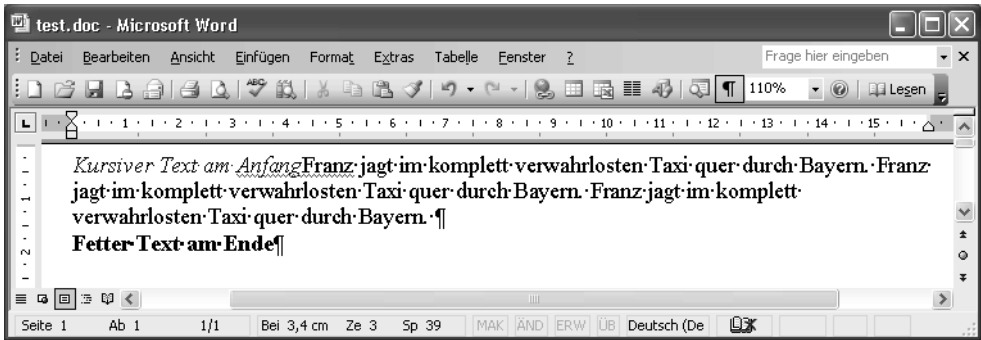 test.doc - Microsoft Word
Datei Bearbeiten Ansicht Einfügen Format Extras Tabelle Fenster ? Frage hier eingeben
ABC ¶ 110% Lesen
L 1 2 3 4 5 6 7 8 9 10 11 12 13 14 15
Kursiver Text am AnfangFranz jagt im komplett verwahrlosten Taxi quer durch Bayern. Franz
jagt im komplett verwahrlosten Taxi quer durch Bayern. Franz jagt im komplett
verwahrlosten Taxi quer durch Bayern. ¶
Fetter Text am Ende¶
1
2
Seite 1 Ab 1 1/1 Bei 3,4 cm Ze 3 Sp 39 MAK ÄND ERW ÜB Deutsch (De